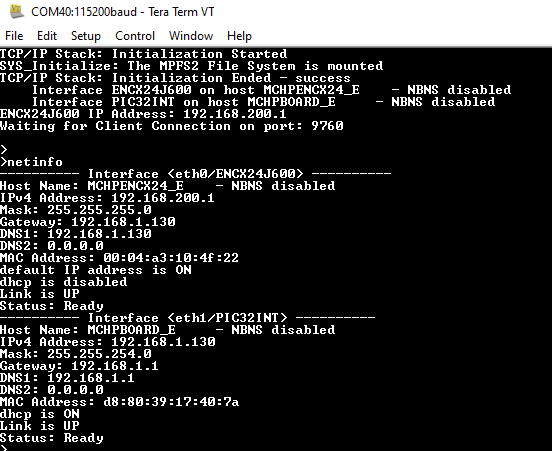 COM40:115200baud - Tera Term VT
File Edit Setup Control Window Help
TCP/IP Stack: Initialization Started
SYS_Initialize: The MPFS2 File System is mounted
TCP/IP Stack: Initialization Ended - success
    Interface ENCX24J600 on host MCHPENCX24_E    - NBNS disabled
    Interface PIC32INT on host MCHPBOARD_E     - NBNS disabled
ENCX24J600 IP Address: 192.168.200.1
Waiting for Client Connection on port: 9760

>
>netinfo
---------- Interface <eth0/ENCX24J600> ----------
Host Name: MCHPENCX24_E    - NBNS disabled
IPv4 Address: 192.168.200.1
Mask: 255.255.255.0
Gateway: 192.168.1.130
DNS1: 192.168.1.130
DNS2: 0.0.0.0
MAC Address: 00:04:a3:10:4f:22
default IP address is ON
dhcp is disabled
Link is UP
Status: Ready
---------- Interface <eth1/PIC32INT> ----------
Host Name: MCHPBOARD_E     - NBNS disabled
IPv4 Address: 192.168.1.130
Mask: 255.255.254.0
Gateway: 192.168.1.1
DNS1: 192.168.1.1
DNS2: 0.0.0.0
MAC Address: d8:80:39:17:40:7a
dhcp is ON
Link is UP
Status: Ready
>